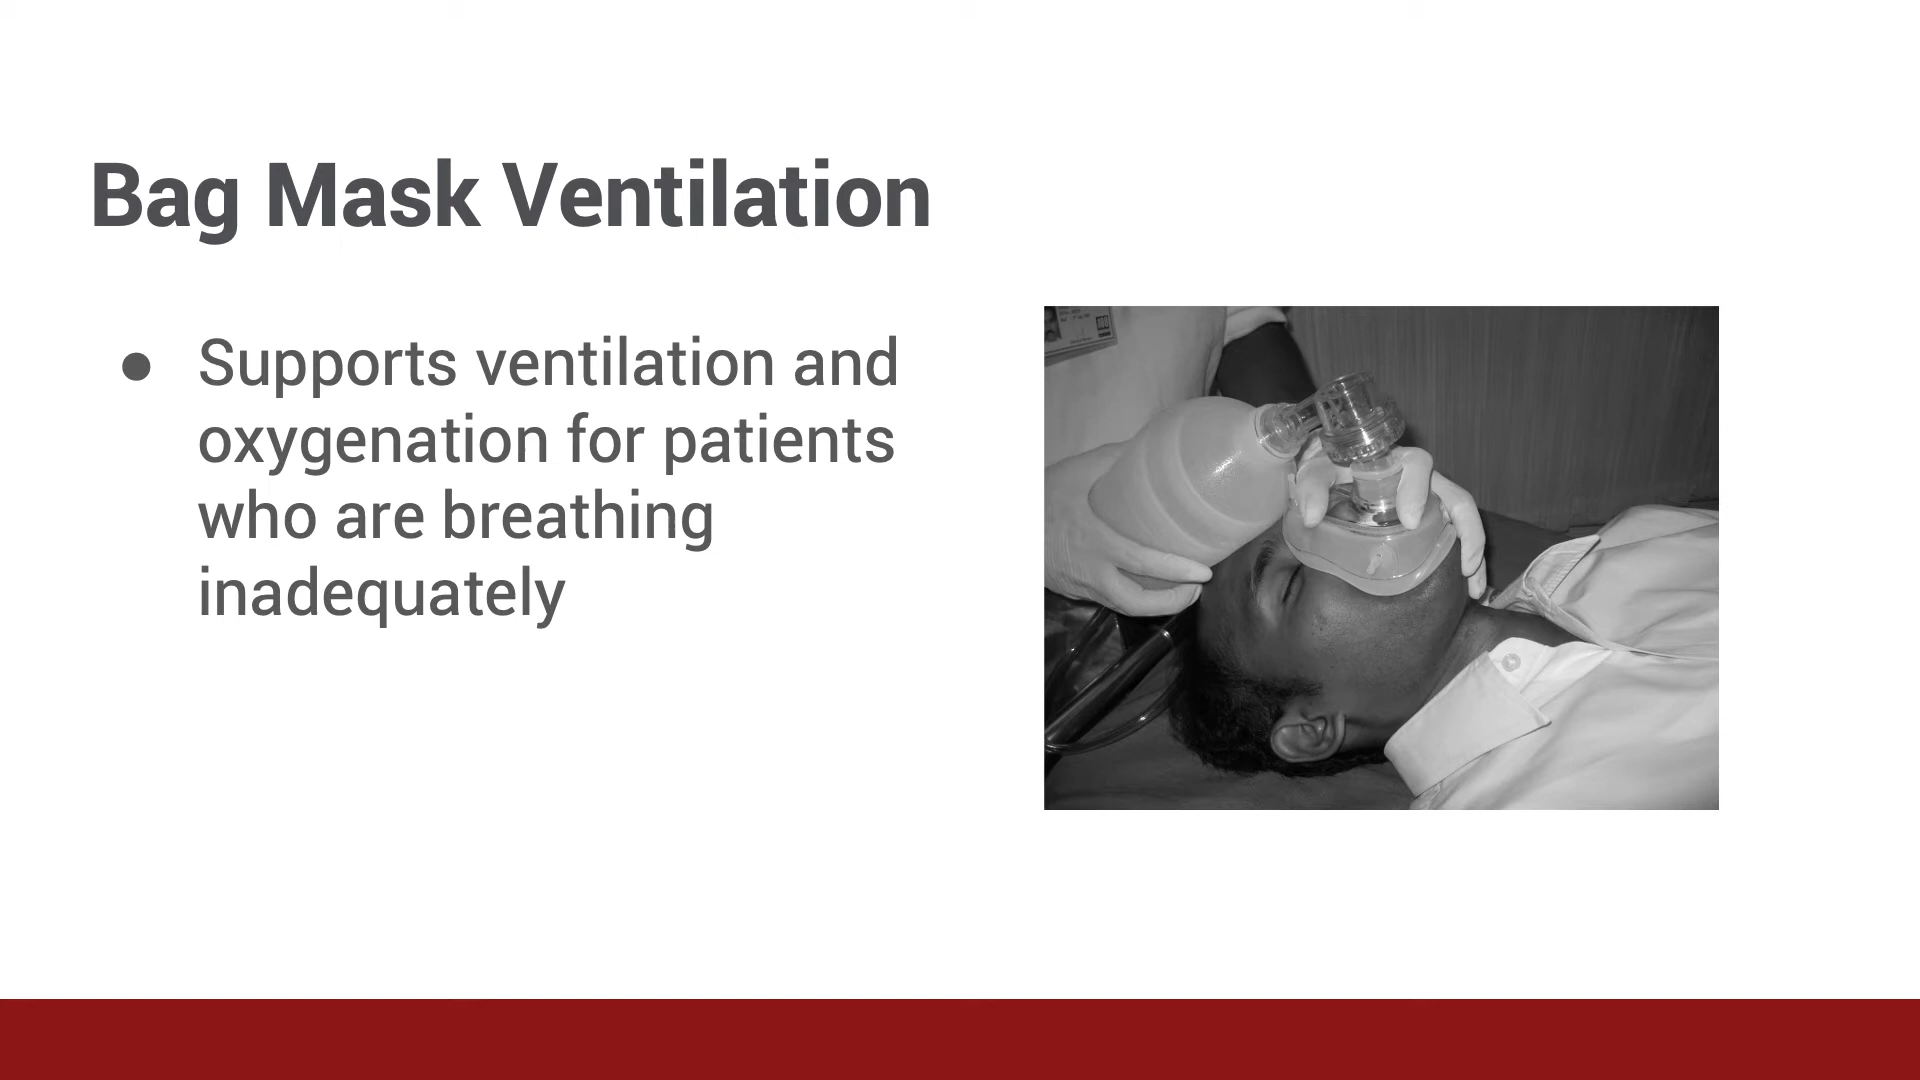 Bag Mask Ventilation
● Supports ventilation and
oxygenation for patients
who are breathing
inadequately